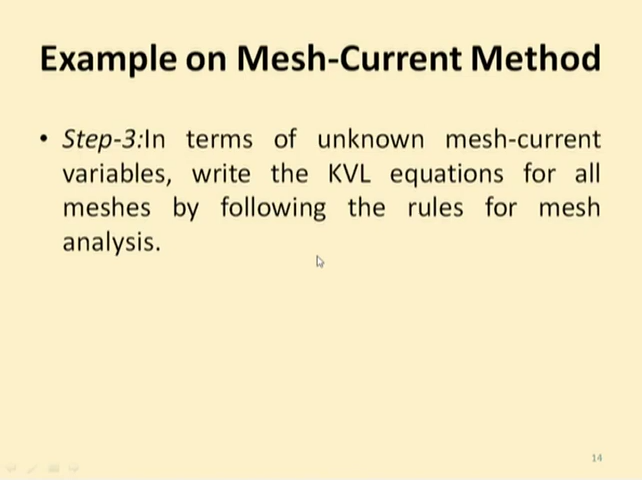 Example on Mesh-Current Method
• Step-3:In terms of unknown mesh-current
variables, write the KVL equations for all
meshes by following the rules for mesh
analysis.
14